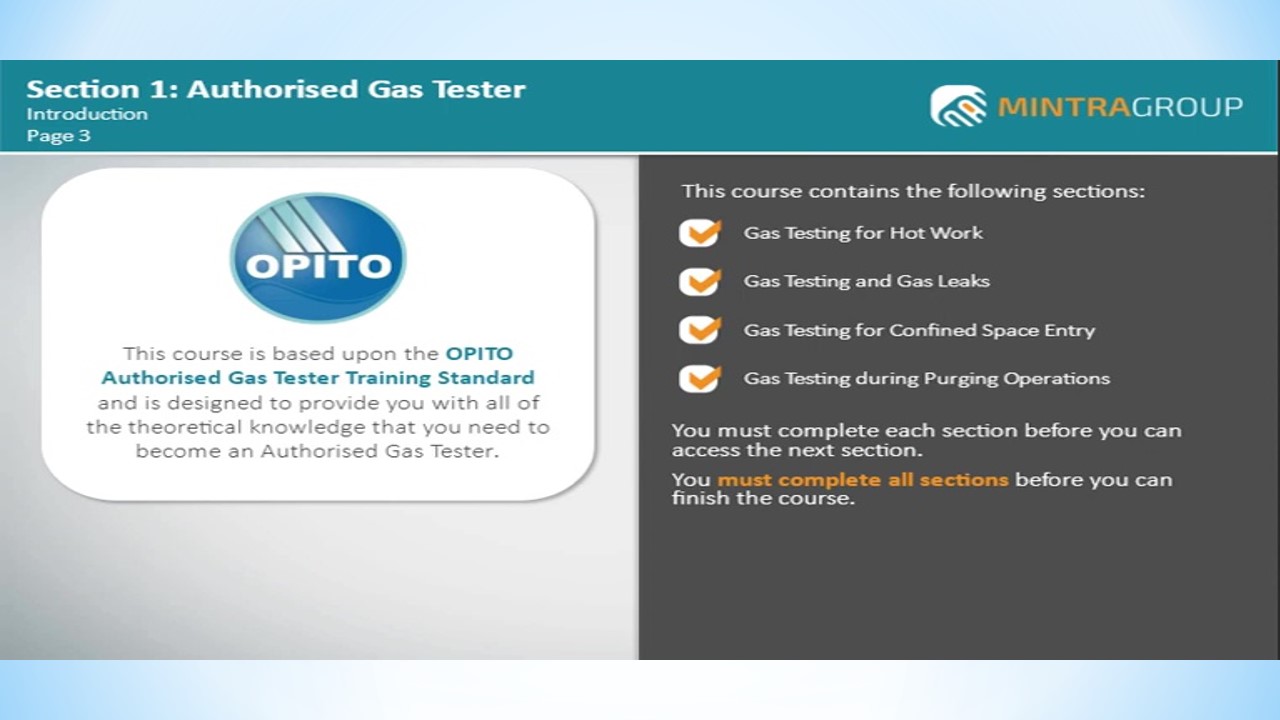 Section 1: Authorised Gas Tester
Introduction
Page 3
MINTRAGROUP
OPITO
This course is based upon the OPITO
Authorised Gas Tester Training Standard
and is designed to provide you with all of
the theoretical knowledge that you need to
become an Authorised Gas Tester.
This course contains the following sections:
Gas Testing for Hot Work
Gas Testing and Gas Leaks
Gas Testing for Confined Space Entry
Gas Testing during Purging Operations
You must complete each section before you can
access the next section.
You must complete all sections before you can
finish the course.